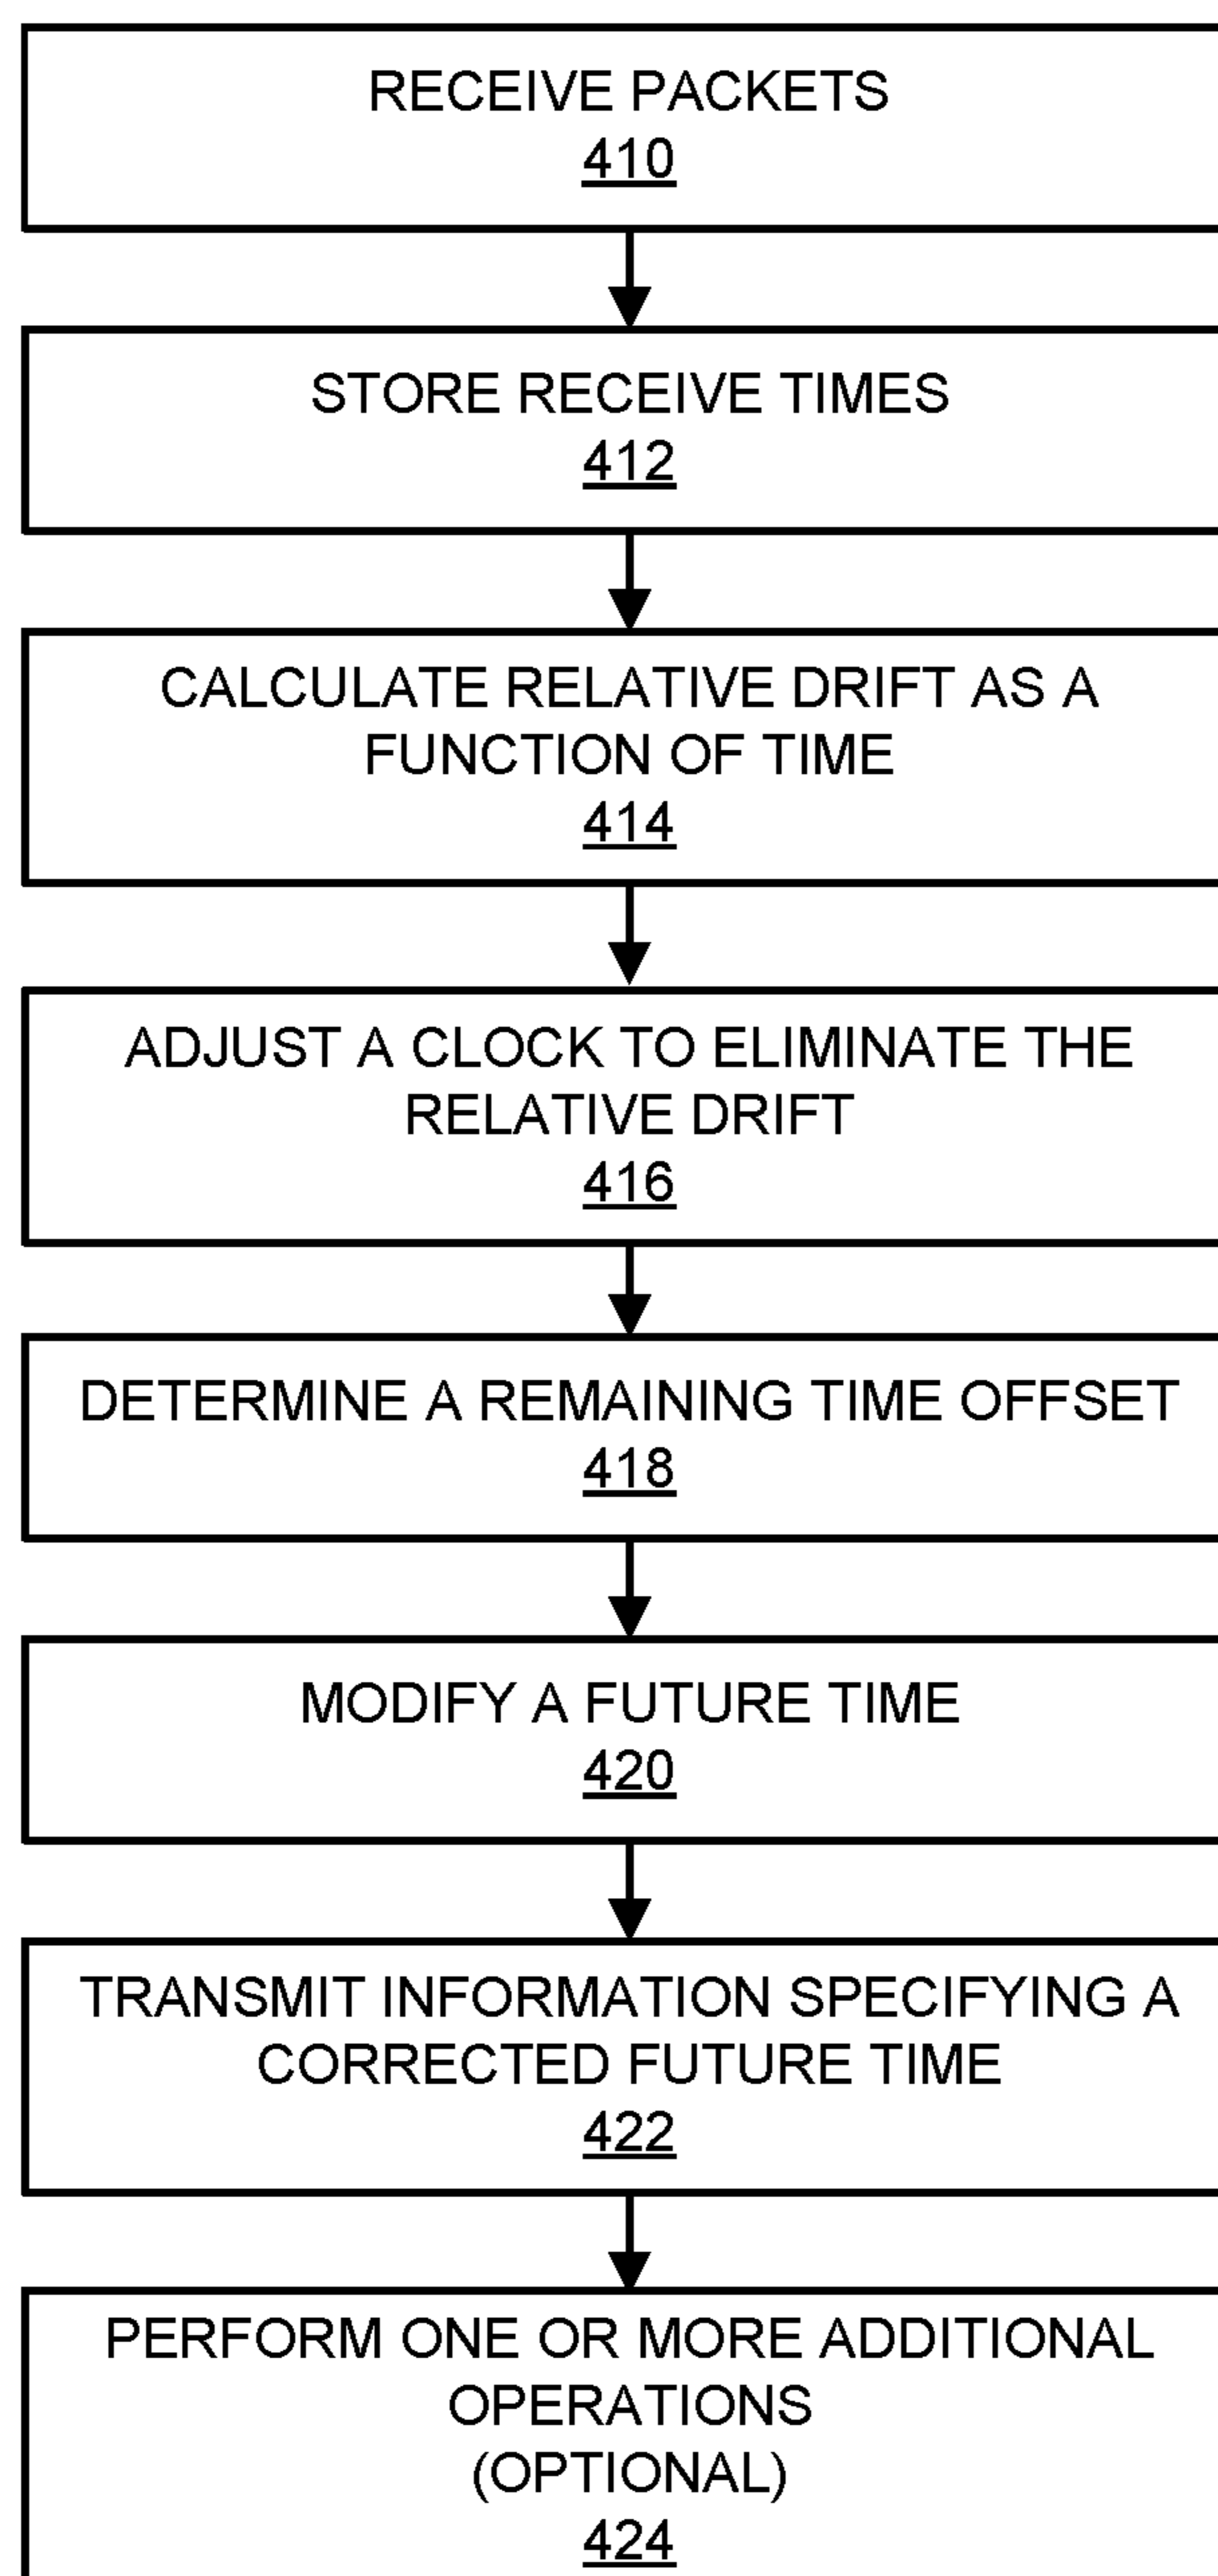 RECEIVE PACKETS
410
STORE RECEIVE TIMES
412
CALCULATE RELATIVE DRIFT AS A
FUNCTION OF TIME
414
ADJUST A CLOCK TO ELIMINATE THE
RELATIVE DRIFT
416
DETERMINE A REMAINING TIME OFFSET
418
MODIFY A FUTURE TIME
420
TRANSMIT INFORMATION SPECIFYING A
CORRECTED FUTURE TIME
422
PERFORM ONE OR MORE ADDITIONAL
OPERATIONS
(OPTIONAL)
424